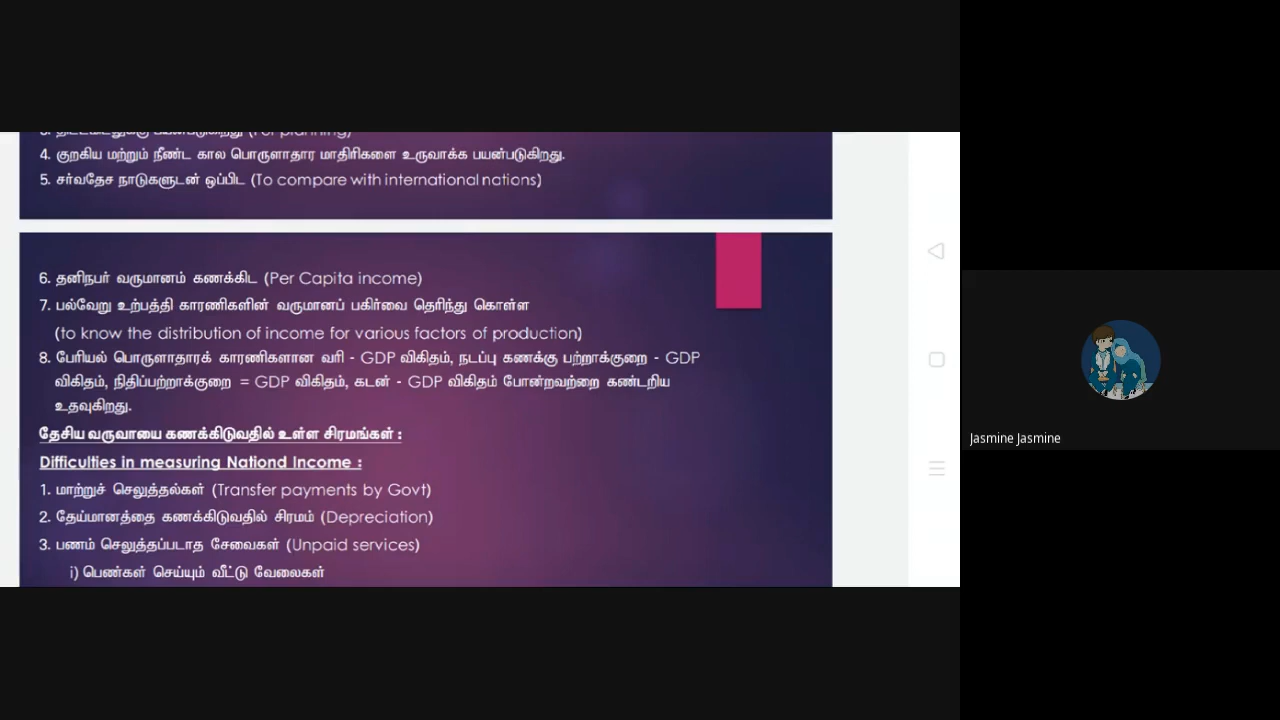 4. குறகிய மற்றும் நீண்ட கால பொருளாதார மாதிரிகளை உருவாக்க பயன்படுகிறது.
5. சர்வதேச நாடுகளுடன் ஒப்பிட (To compare with international nations)
6. தனிநபர் வருமானம் கணக்கிட (Per Capita income)
7. பல்வேறு உற்பத்தி காரணிகளின் வருமானப் பகிர்வை தெரிந்து கொள்ள
(to know the distribution of income for various factors of production)
8. பேரியல் பொருளாதாரக் காரணிகளான வரி - GDP விகிதம், நடப்பு கணக்கு பற்றாக்குறை - GDP
விகிதம், நிதிப்பற்றாக்குறை = GDP விகிதம், கடன் - GDP விகிதம் போன்றவற்றை கண்டறிய
உதவுகிறது.
தேசிய வருவாயை கணக்கிடுவதில் உள்ள சிரமங்கள் :
Difficulties in measuring Nationd Income :
1. மாற்றுச் செலுத்தல்கள் (Transfer payments by Govt)
2. தேய்மானத்தை கணக்கிடுவதில் சிரமம் (Depreciation)
3. பணம் செலுத்தப்படாத சேவைகள் (Unpaid services)
i) பெண்கள் செய்யும் வீட்டு வேலைகள்
Jasmine Jasmine